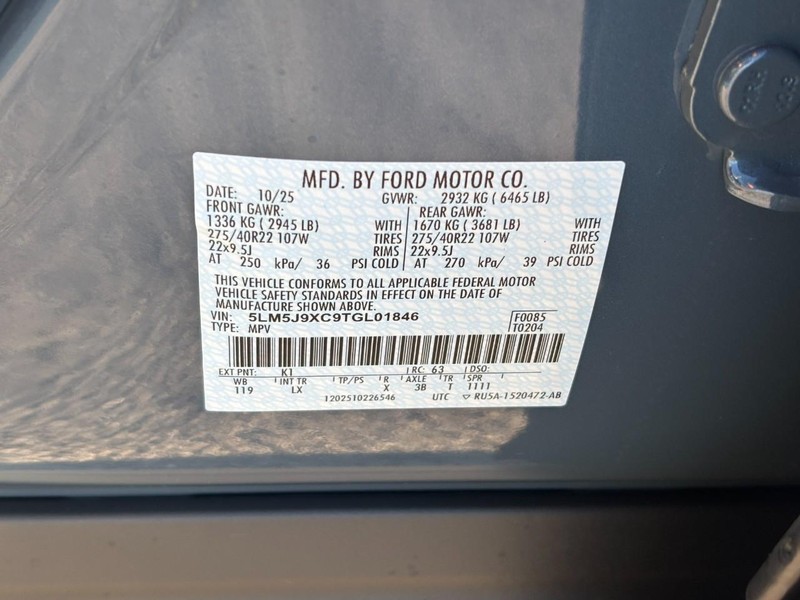 MFD. BY FORD MOTOR CO.
DATE: 10/25 GVWR: 2932 KG ( 6465 LB)
FRONT GAWR: REAR GAWR:
1336 KG ( 2945 LB) WITH 1670 KG ( 3681 LB) WITH
275/40R22 107W TIRES 275/40R22 107W TIRES
22x9.5J RIMS 22x9.5J RIMS
AT 250 kPa/ 36 PSI COLD AT 270 kPa/ 39 PSI COLD
THIS VEHICLE CONFORMS TO ALL APPLICABLE FEDERAL MOTOR
VEHICLE SAFETY STANDARDS IN EFFECT ON THE DATE OF
MANUFACTURE SHOWN ABOVE.
VIN: 5LM5J9XC9TGL01846 F0085
TYPE: MPV T0204
EXT PNT: K1 RC: 63 DSO:
WB INT TR TP/PS R AXLE TR SPR
119 LX X 3B T 1111
1202510226546 UTC ▽ RU5A-1520472-AB